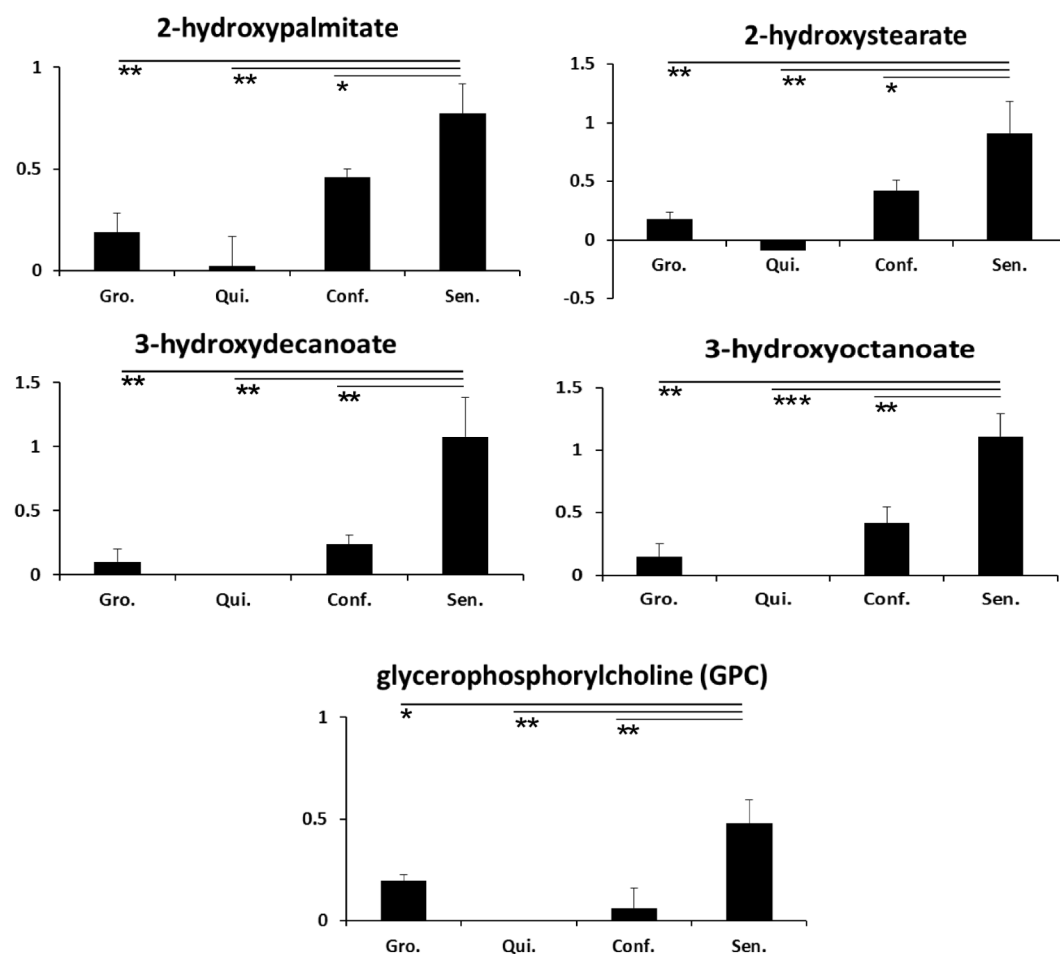 2-hydroxypalmitate
1
0.5
0
** ** *
Gro. Qui. Conf. Sen.
2-hydroxystearate
1.5
1
0.5
0
-0.5
** ** *
Gro. Qui. Conf. Sen.
3-hydroxydecanoate
1.5
1
0.5
0
** ** **
Gro. Qui. Conf. Sen.
3-hydroxyoctanoate
1.5
1
0.5
0
** *** **
Gro. Qui. Conf. Sen.
glycerophosphorylcholine (GPC)
1
0.5
0
* ** **
Gro. Qui. Conf. Sen.